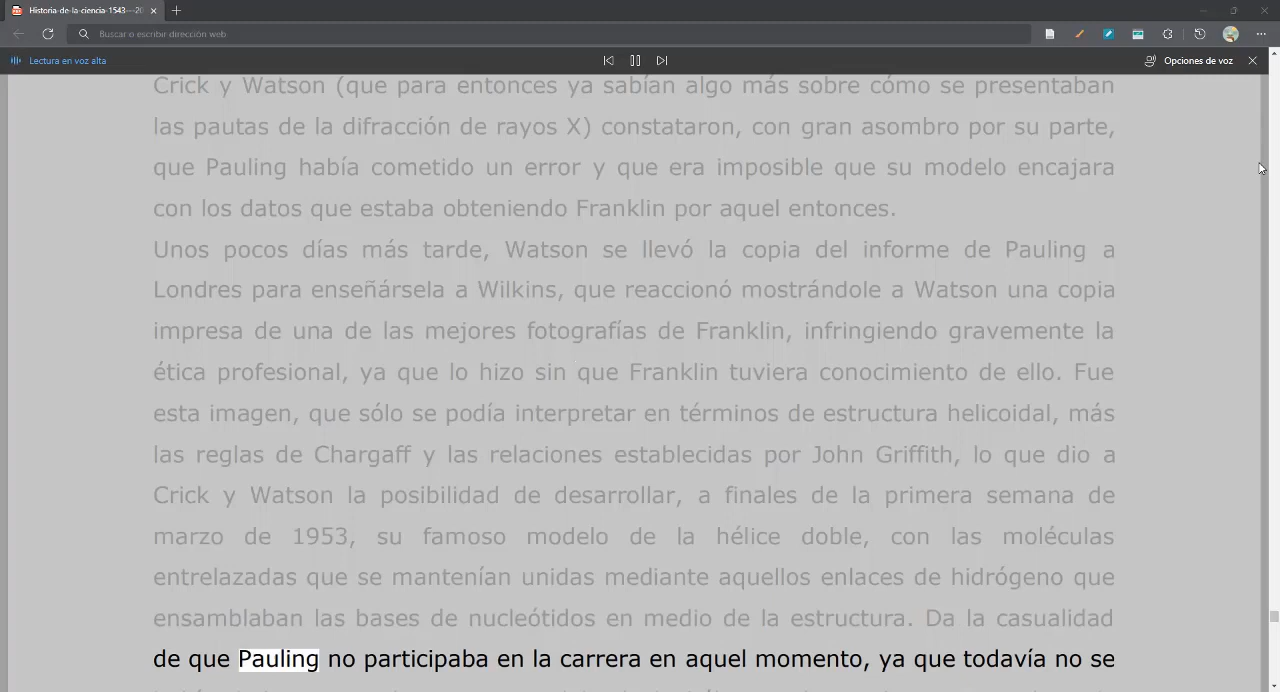 Historia-de-la-ciencia-1543---20
Buscar o escribir dirección web
Lectura en voz alta
Opciones de voz
Crick y Watson (que para entonces ya sabían algo más sobre cómo se presentaban
las pautas de la difracción de rayos X) constataron, con gran asombro por su parte,
que Pauling había cometido un error y que era imposible que su modelo encajara
con los datos que estaba obteniendo Franklin por aquel entonces.
Unos pocos días más tarde, Watson se llevó la copia del informe de Pauling a
Londres para enseñársela a Wilkins, que reaccionó mostrándole a Watson una copia
impresa de una de las mejores fotografías de Franklin, infringiendo gravemente la
ética profesional, ya que lo hizo sin que Franklin tuviera conocimiento de ello. Fue
esta imagen, que sólo se podía interpretar en términos de estructura helicoidal, más
las reglas de Chargaff y las relaciones establecidas por John Griffith, lo que dio a
Crick y Watson la posibilidad de desarrollar, a finales de la primera semana de
marzo de 1953, su famoso modelo de la hélice doble, con las moléculas
entrelazadas que se mantenían unidas mediante aquellos enlaces de hidrógeno que
ensamblaban las bases de nucleótidos en medio de la estructura. Da la casualidad
de que Pauling no participaba en la carrera en aquel momento, ya que todavía no se